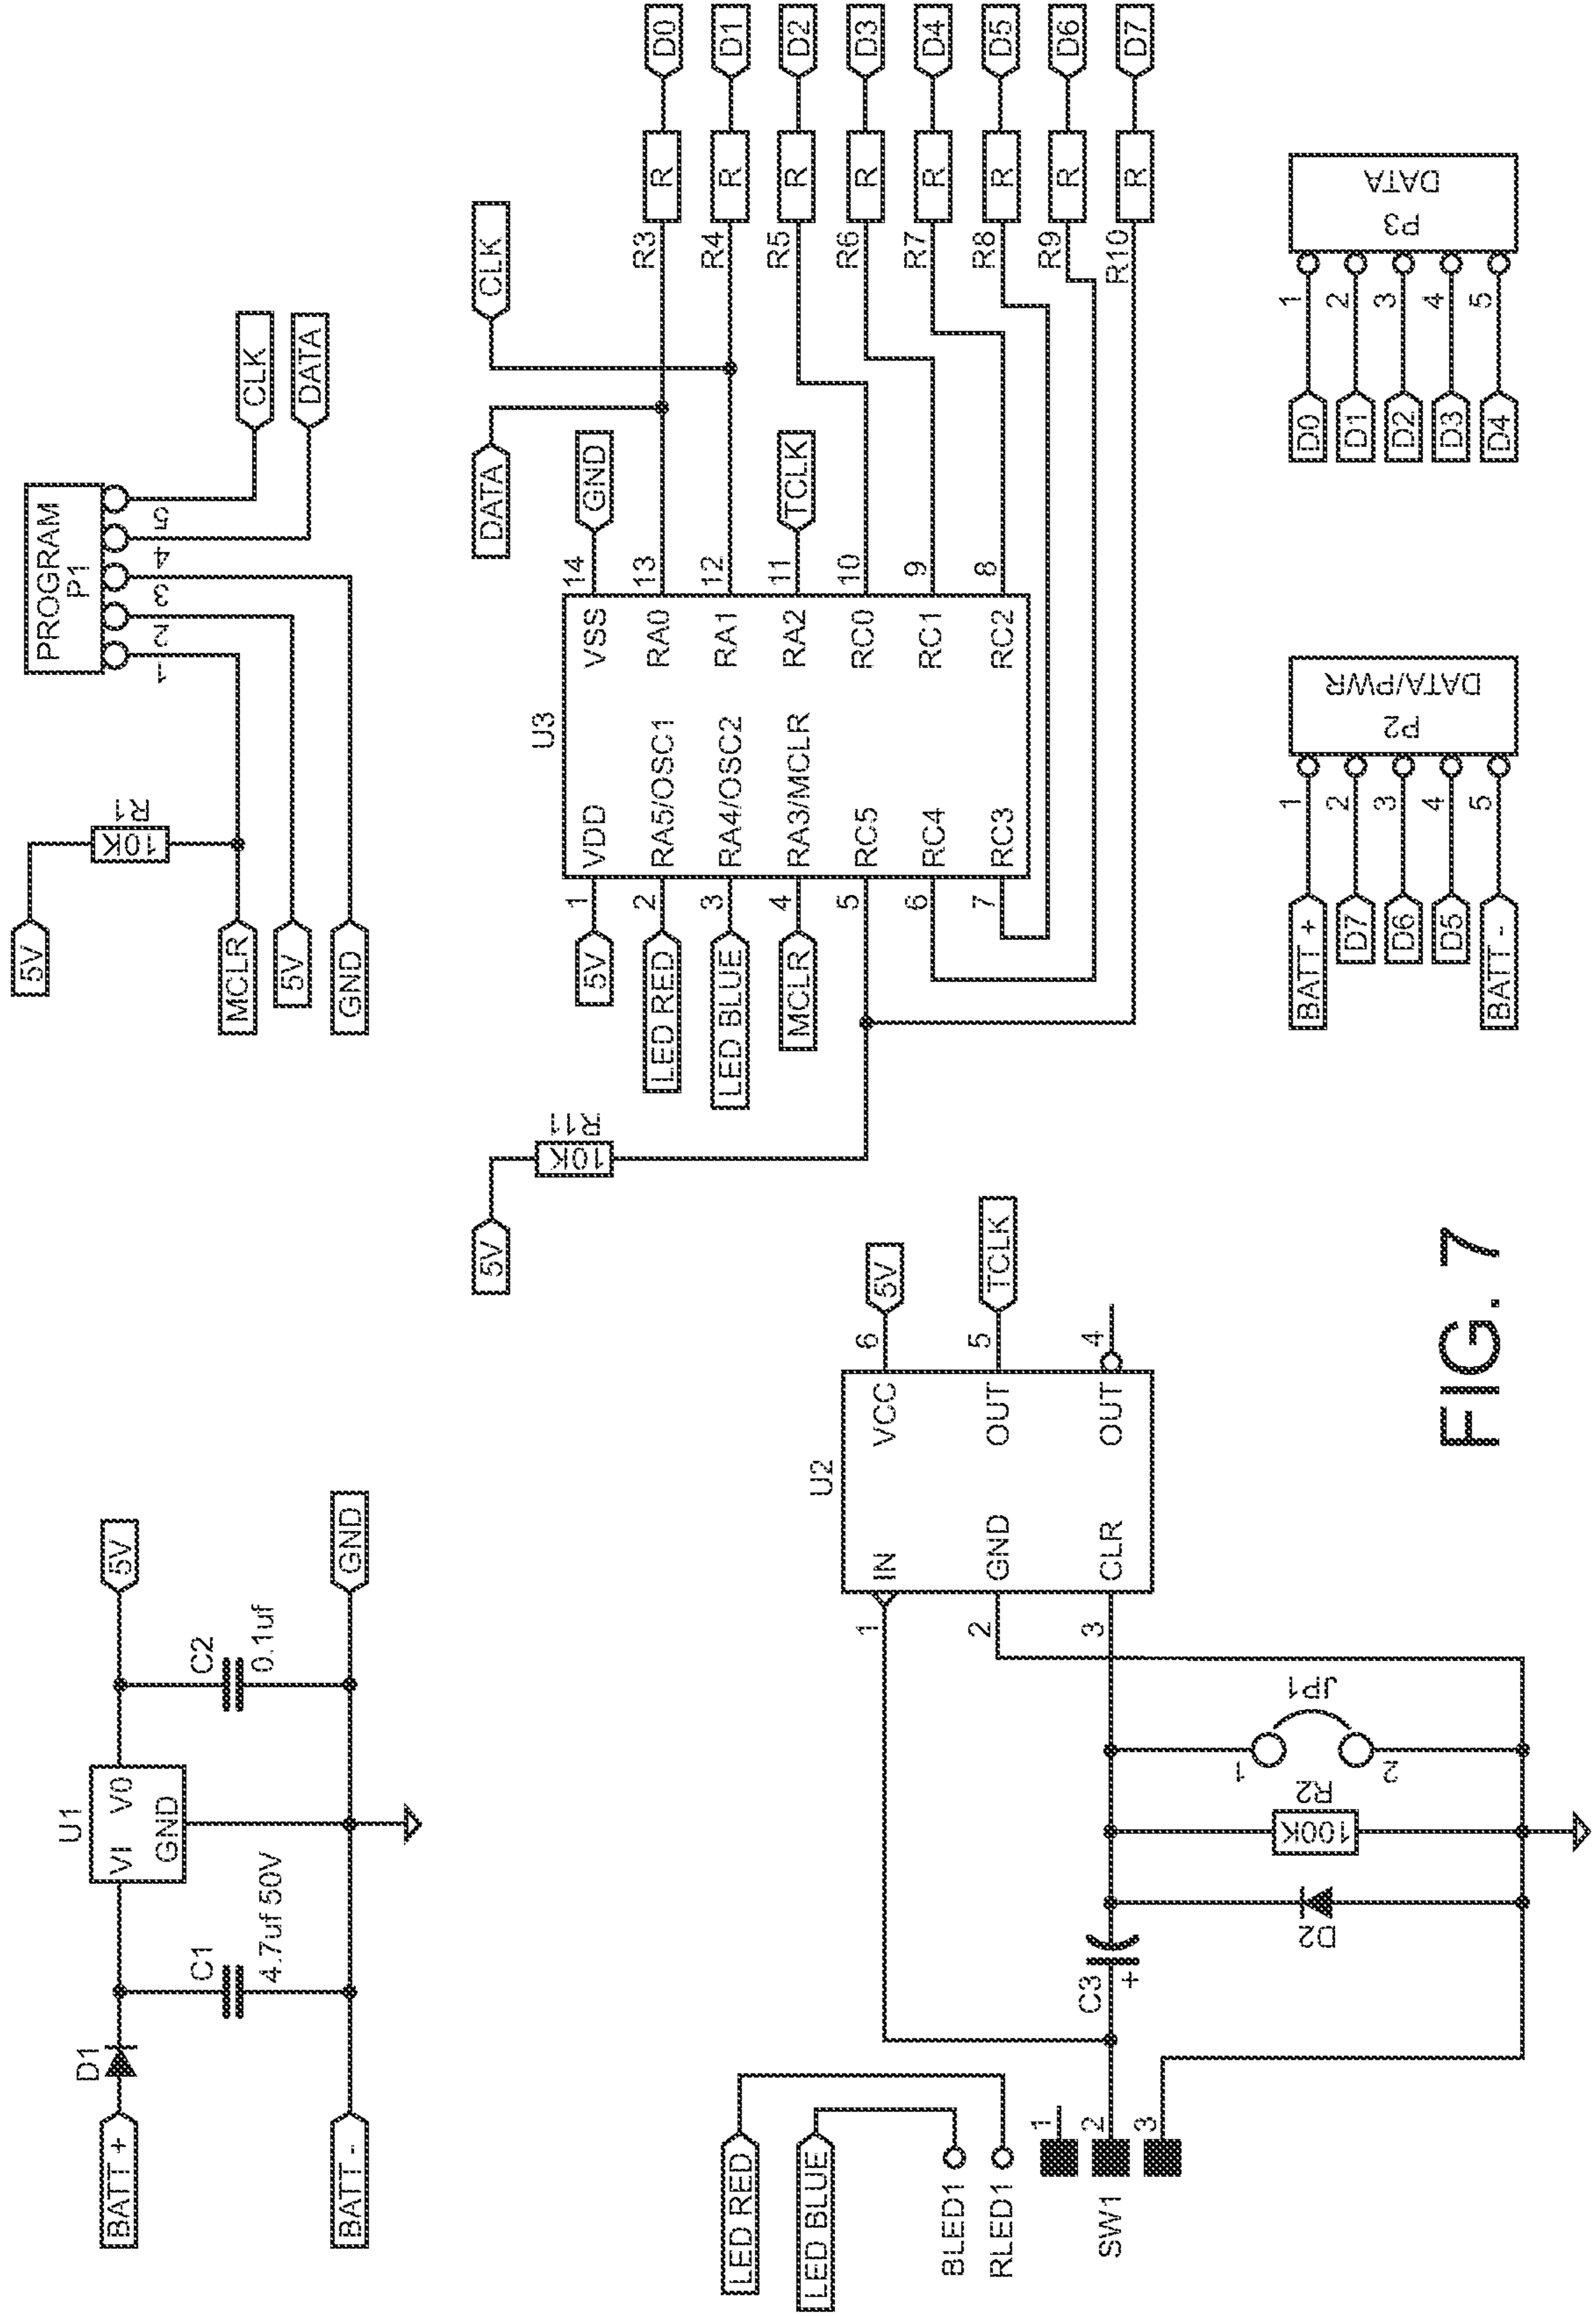 BATT +
D1
C1
4.7uf 50V
BATT -
U1
VI V0
GND
C2
0.1uf
5V
GND
5V
R1
10K
MCLR
5V
GND
PROGRAM
P1
1 2 3 4 5
CLK
DATA
5V
R11
10K
U3
5V 1 VDD
VSS 14 GND
LED RED 2 RA5/OSC1
RA0 13
LED BLUE 3 RA4/OSC2
RA1 12
MCLR 4 RA3/MCLR
RA2 11 TCLK
5 RC5
RC0 10
6 RC4
RC1 9
7 RC3
RC2 8
DATA
CLK
R3 R D0
R4 R D1
R5 R D2
R6 R D3
R7 R D4
R8 R D5
R9 R D6
R10 R D7
LED RED
LED BLUE
BLED1
RLED1
SW1
1
2
3
C3
+
D2
R2
100K
JP1
1
2
U2
1 IN
VCC 6 5V
2 GND
OUT 5 TCLK
3 CLR
OUT 4
BATT + 1
D7 2
D6 3
D5 4
BATT - 5
P2
DATA/PWR
D0 1
D1 2
D2 3
D3 4
D4 5
P3
DATA
FIG. 7